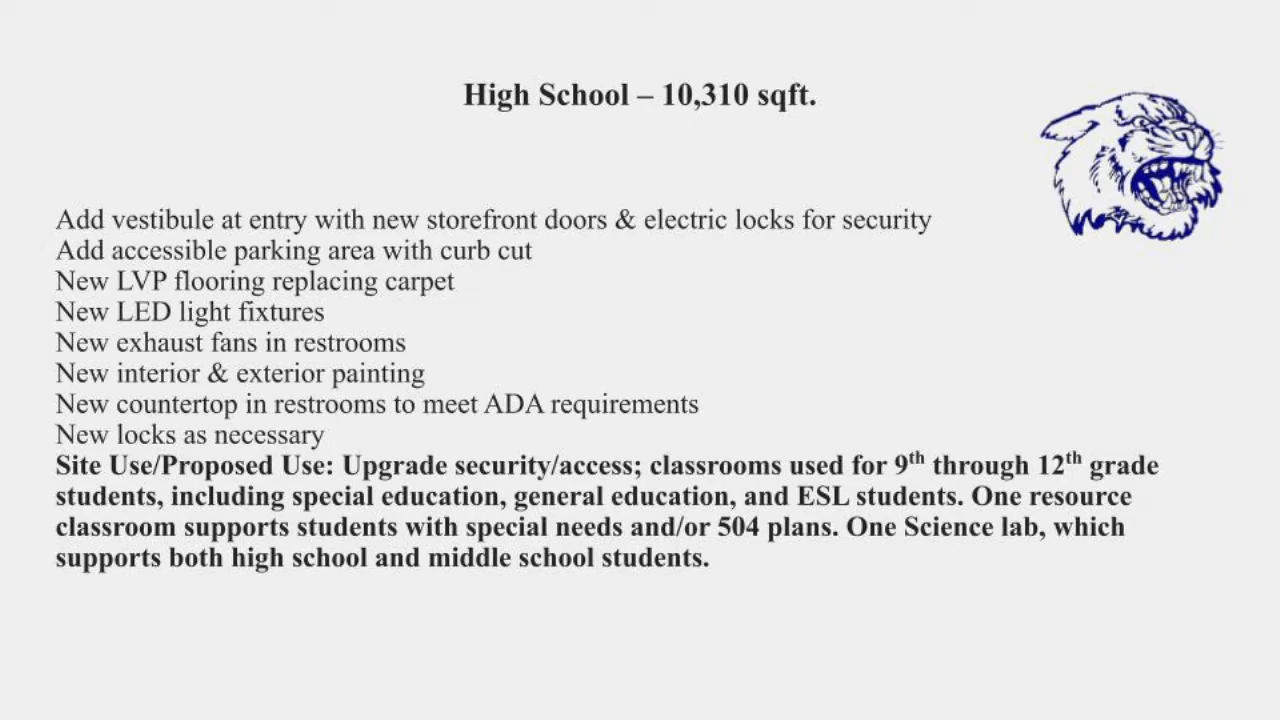 High School – 10,310 sqft.
Add vestibule at entry with new storefront doors & electric locks for security
Add accessible parking area with curb cut
New LVP flooring replacing carpet
New LED light fixtures
New exhaust fans in restrooms
New interior & exterior painting
New countertop in restrooms to meet ADA requirements
New locks as necessary
Site Use/Proposed Use: Upgrade security/access; classrooms used for 9th through 12th grade
students, including special education, general education, and ESL students. One resource
classroom supports students with special needs and/or 504 plans. One Science lab, which
supports both high school and middle school students.